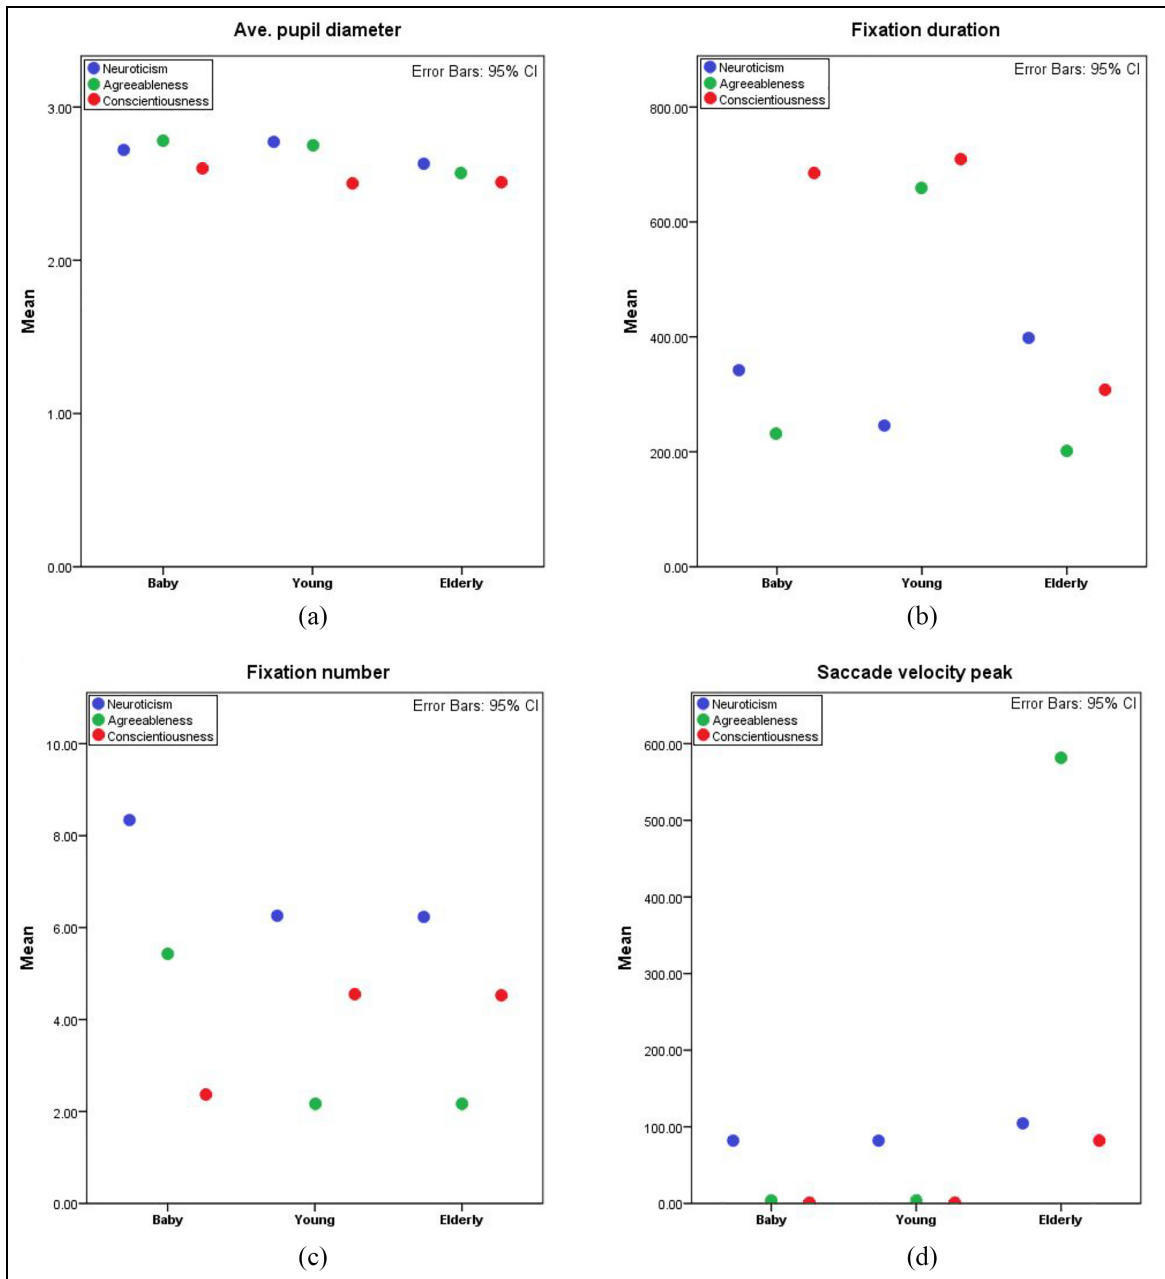 Ave. pupil diameter
Neuroticism
Agreeableness
Conscientiousness
Error Bars: 95% CI
3.00
2.00
1.00
0.00
Mean
Baby Young Elderly
(a)
Fixation duration
Neuroticism
Agreeableness
Conscientiousness
Error Bars: 95% CI
800.00
600.00
400.00
200.00
0.00
Mean
Baby Young Elderly
(b)
Fixation number
Neuroticism
Agreeableness
Conscientiousness
Error Bars: 95% CI
10.00
8.00
6.00
4.00
2.00
0.00
Mean
Baby Young Elderly
(c)
Saccade velocity peak
Neuroticism
Agreeableness
Conscientiousness
Error Bars: 95% CI
600.00
500.00
400.00
300.00
200.00
100.00
0.00
Mean
Baby Young Elderly
(d)